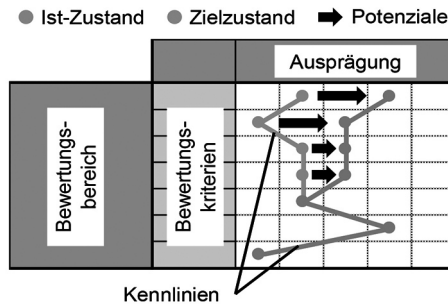 Ist-Zustand Zielzustand Potenziale
Ausprägung
Bewertungs-
bereich
Bewertungs-
kriterien
Kennlinien